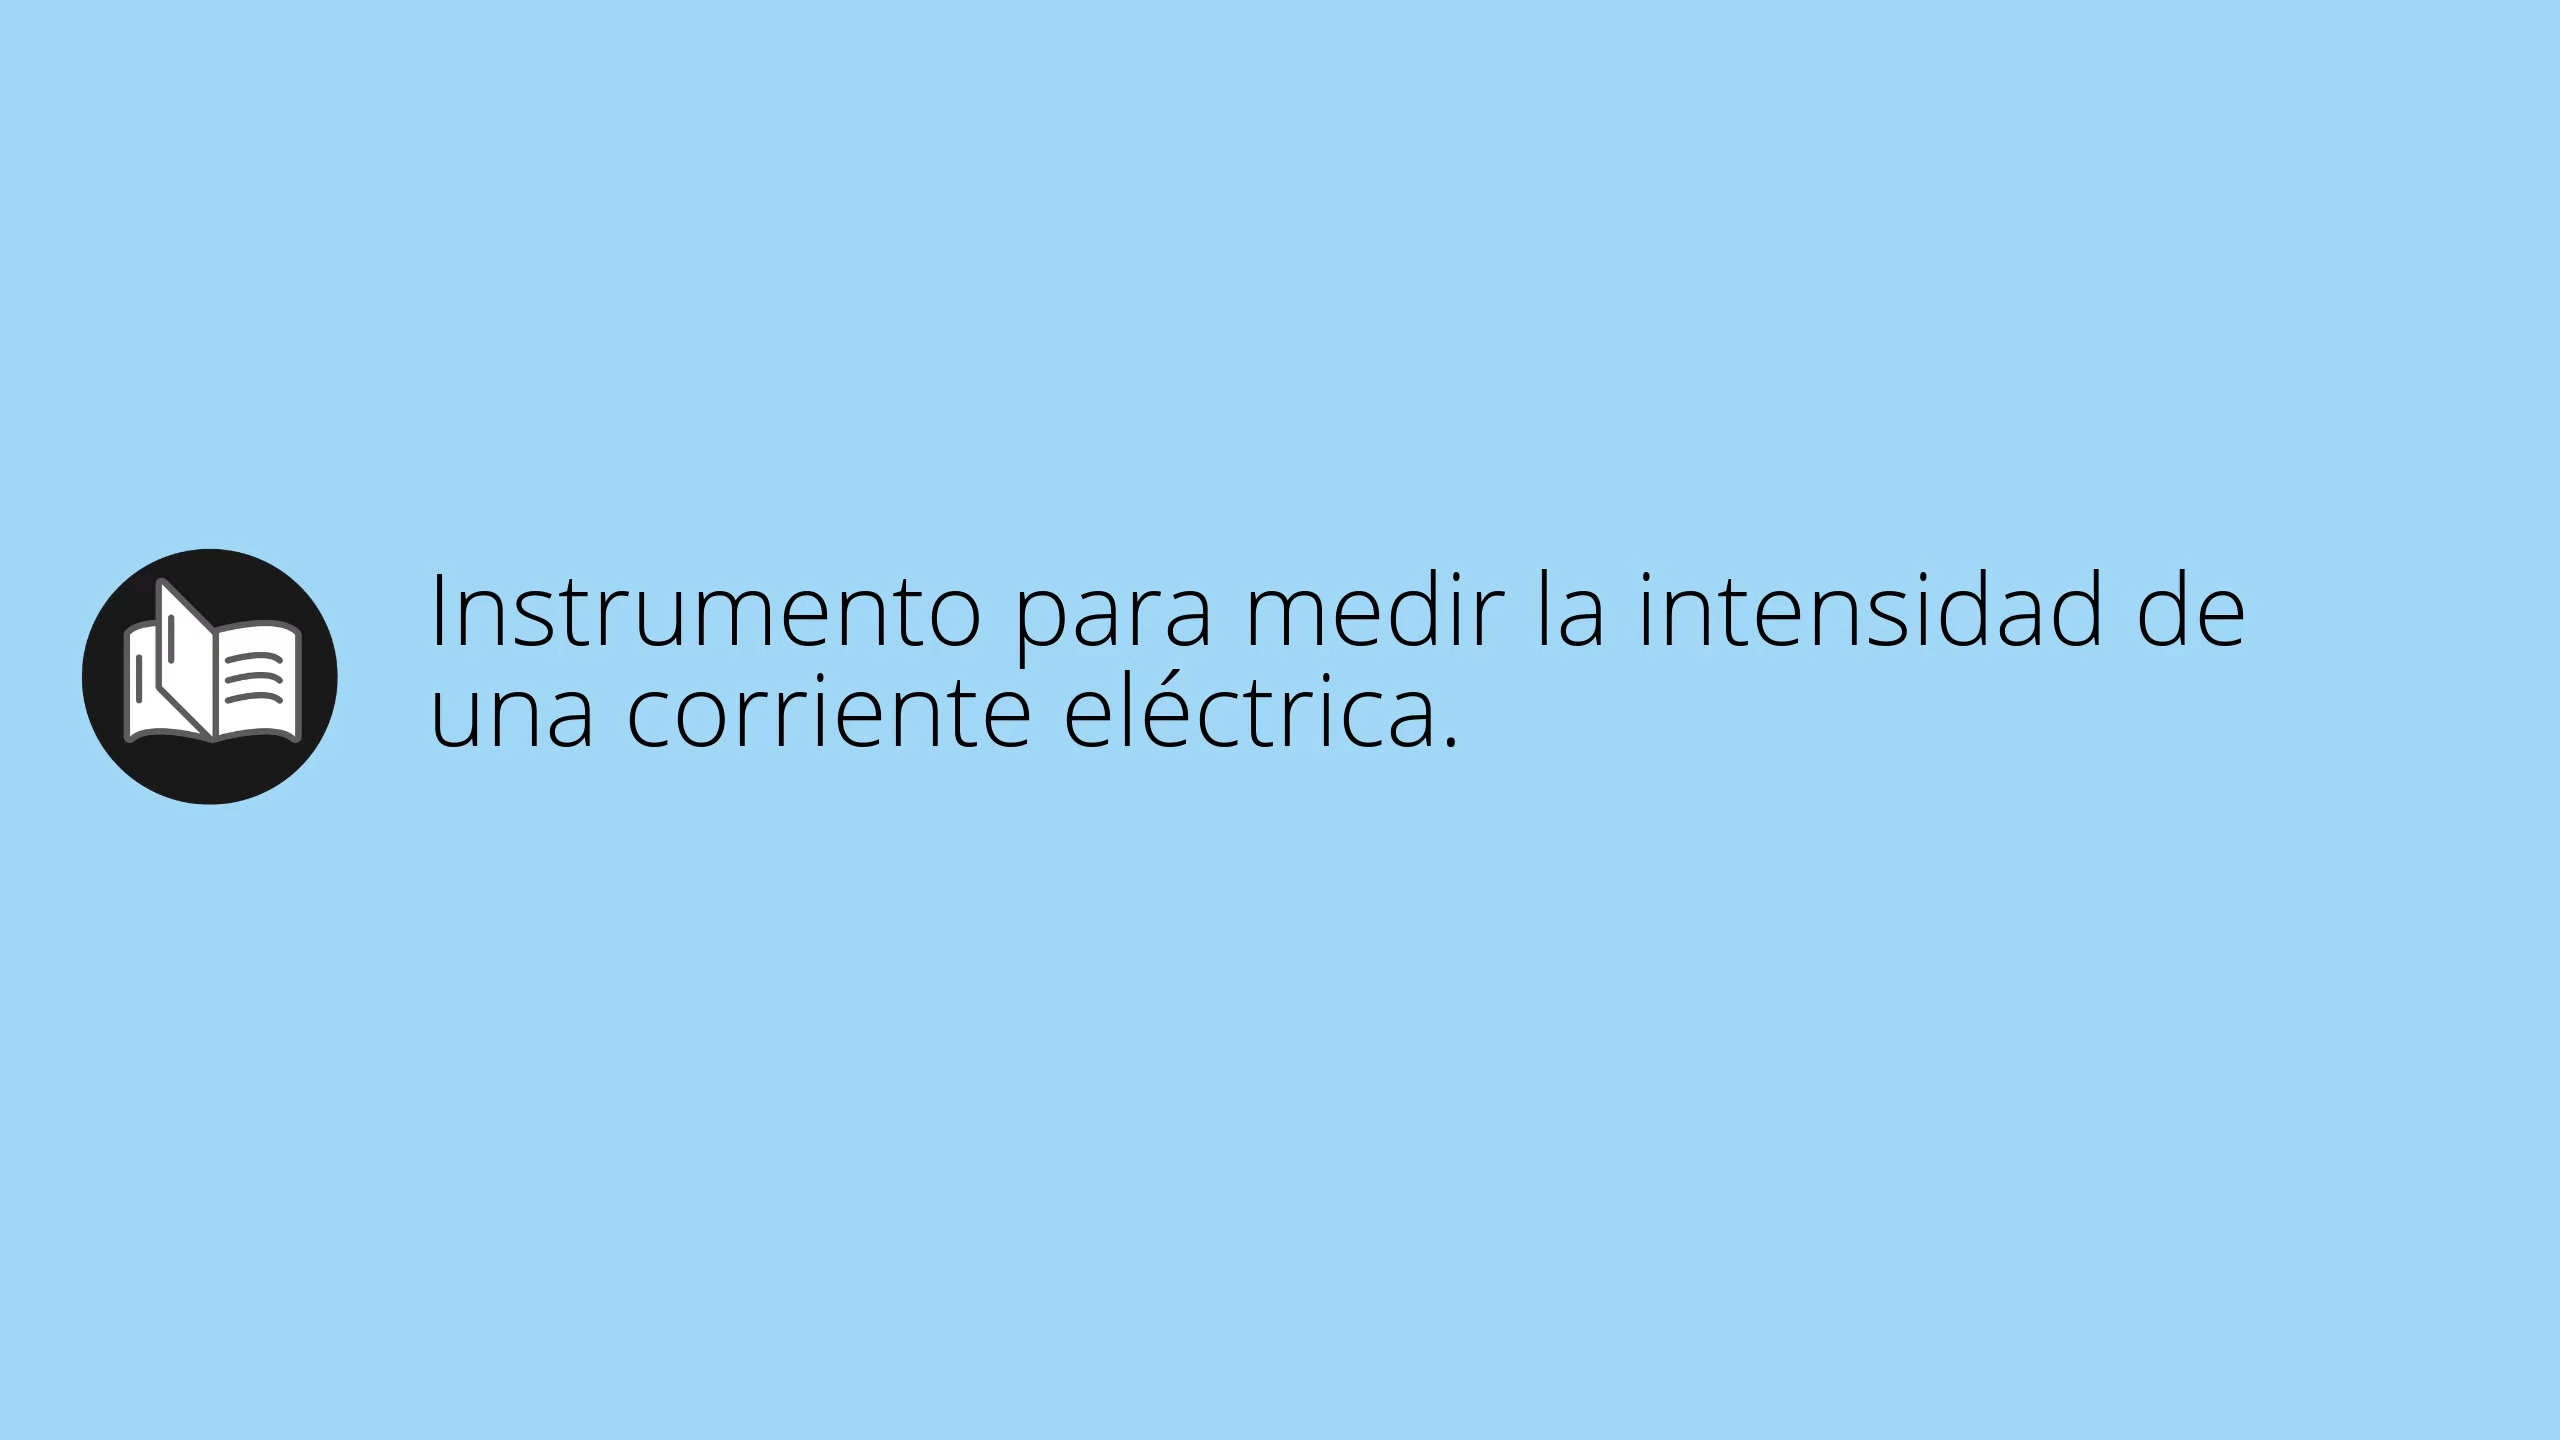 Instrumento para medir la intensidad de
una corriente eléctrica.